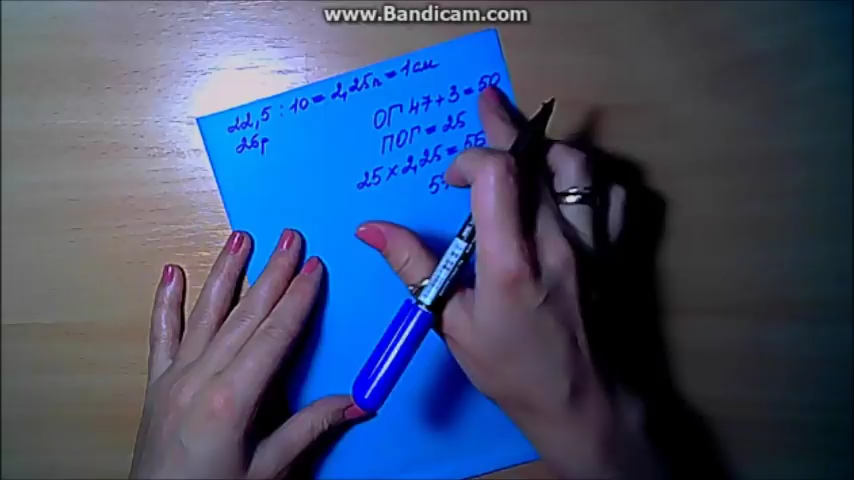 www.Bandicam.com
22,5 : 10 = 2,25п = 1см
26р
ОГ 47+3=50
ПОГ = 25
25 × 2,25 = 55